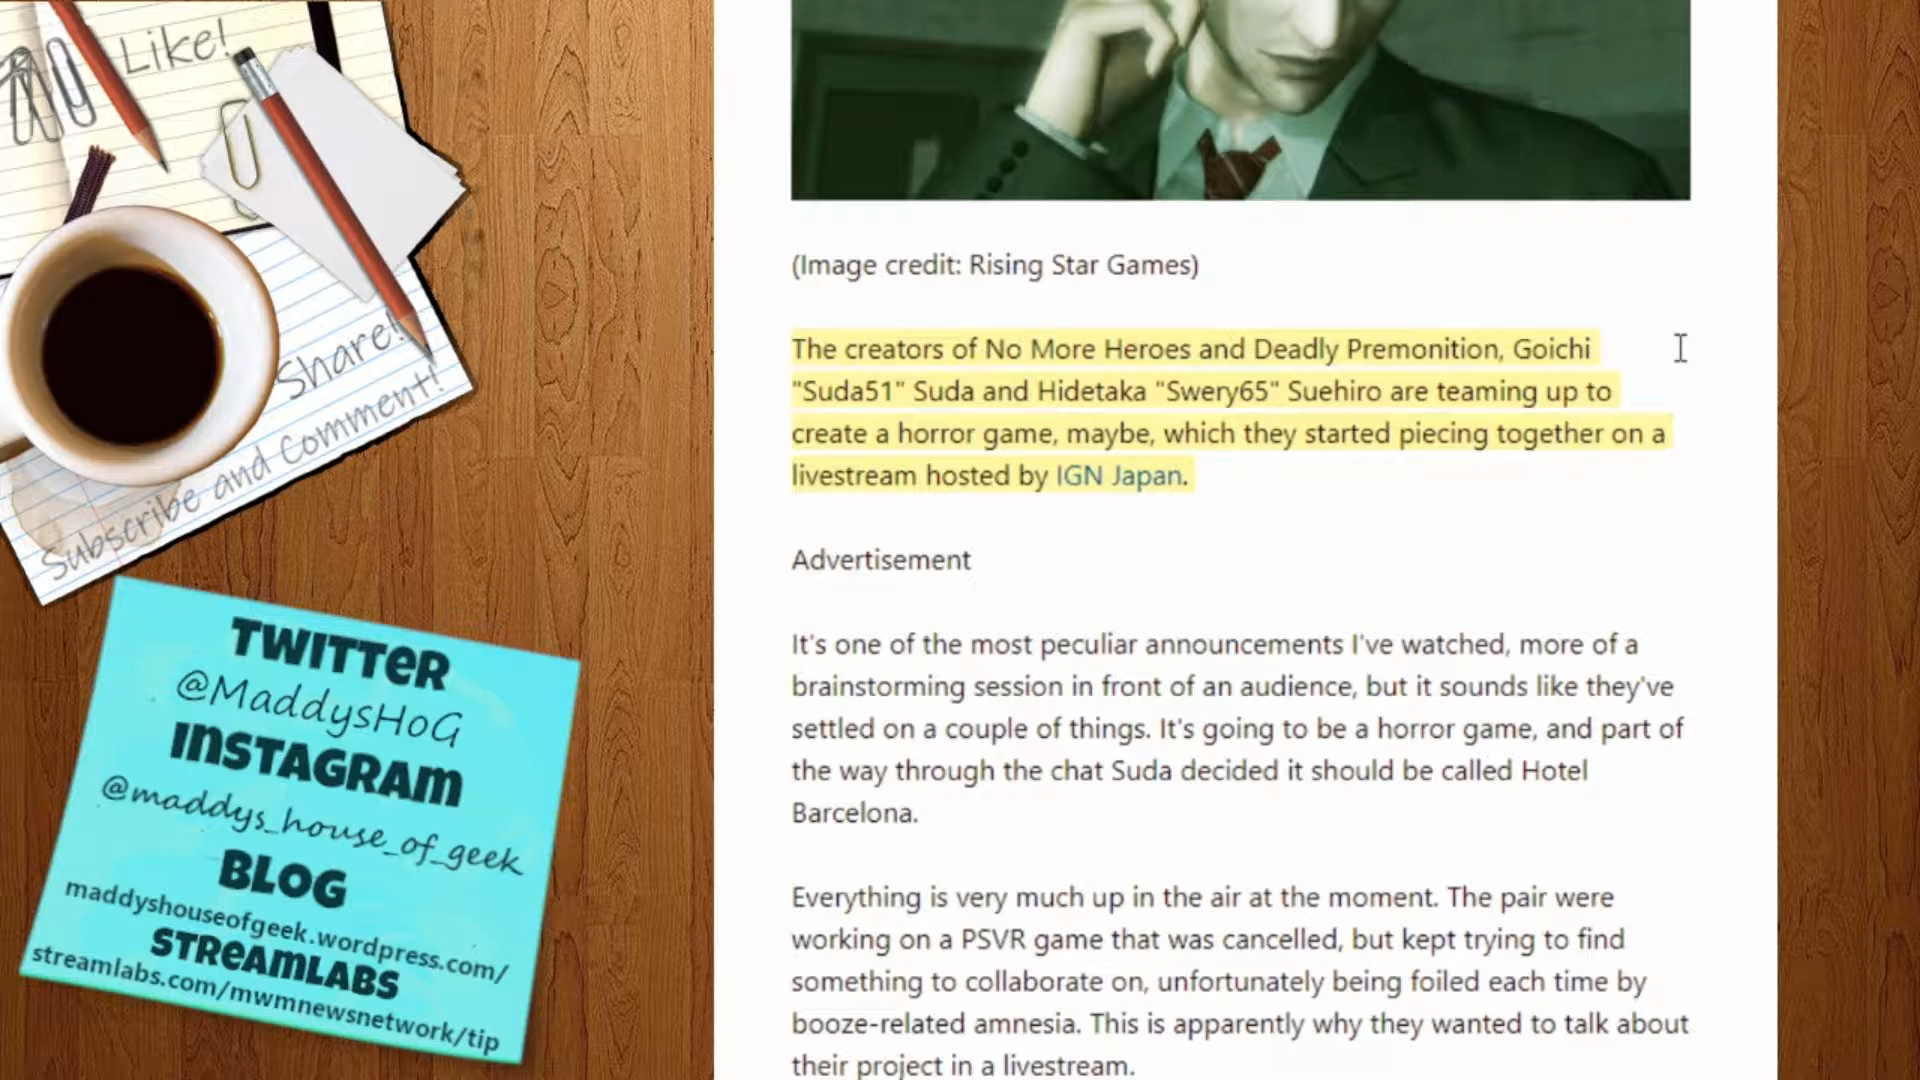 Like!
Share!
Subscribe and Comment!
TWITTER
@MaddysHoG
INSTAGRAM
@maddys_house_of_geek
BLOG
maddyshouseofgeek.wordpress.com/
STREAMLABS
streamlabs.com/mwmnewsnetwork/tip
(Image credit: Rising Star Games)
The creators of No More Heroes and Deadly Premonition, Goichi
"Suda51" Suda and Hidetaka "Swery65" Suehiro are teaming up to
create a horror game, maybe, which they started piecing together on a
livestream hosted by IGN Japan.
Advertisement
It's one of the most peculiar announcements I've watched, more of a
brainstorming session in front of an audience, but it sounds like they've
settled on a couple of things. It's going to be a horror game, and part of
the way through the chat Suda decided it should be called Hotel
Barcelona.
Everything is very much up in the air at the moment. The pair were
working on a PSVR game that was cancelled, but kept trying to find
something to collaborate on, unfortunately being foiled each time by
booze-related amnesia. This is apparently why they wanted to talk about
their project in a livestream.